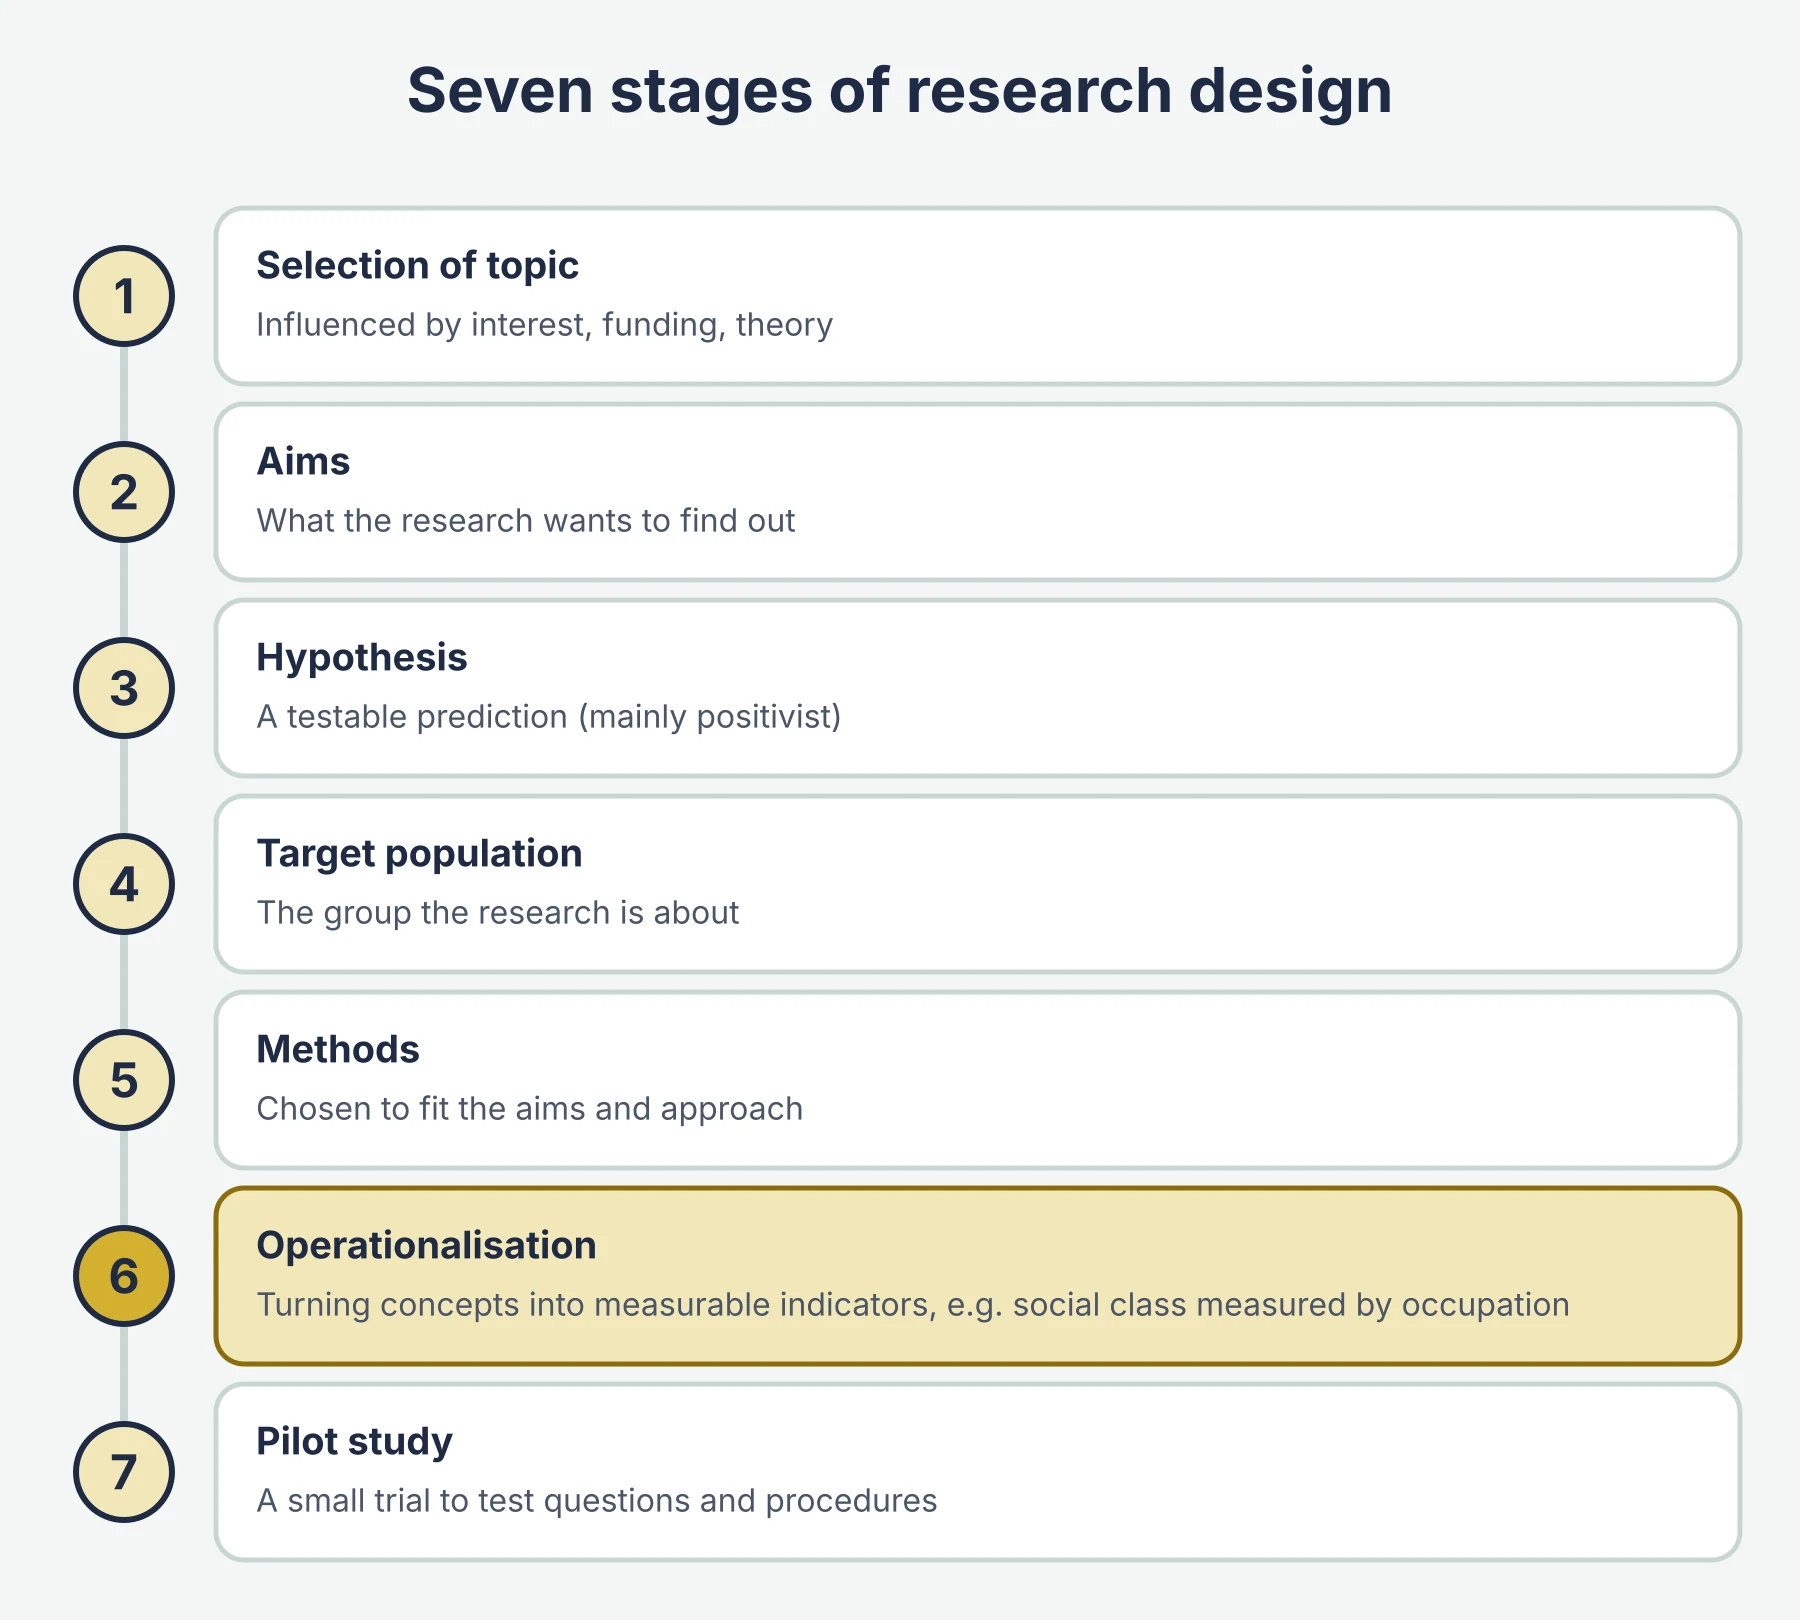 Seven stages of research design
1
Selection of topic
Influenced by interest, funding, theory
2
Aims
What the research wants to find out
3
Hypothesis
A testable prediction (mainly positivist)
4
Target population
The group the research is about
5
Methods
Chosen to fit the aims and approach
6
Operationalisation
Turning concepts into measurable indicators, e.g. social class measured by occupation
7
Pilot study
A small trial to test questions and procedures